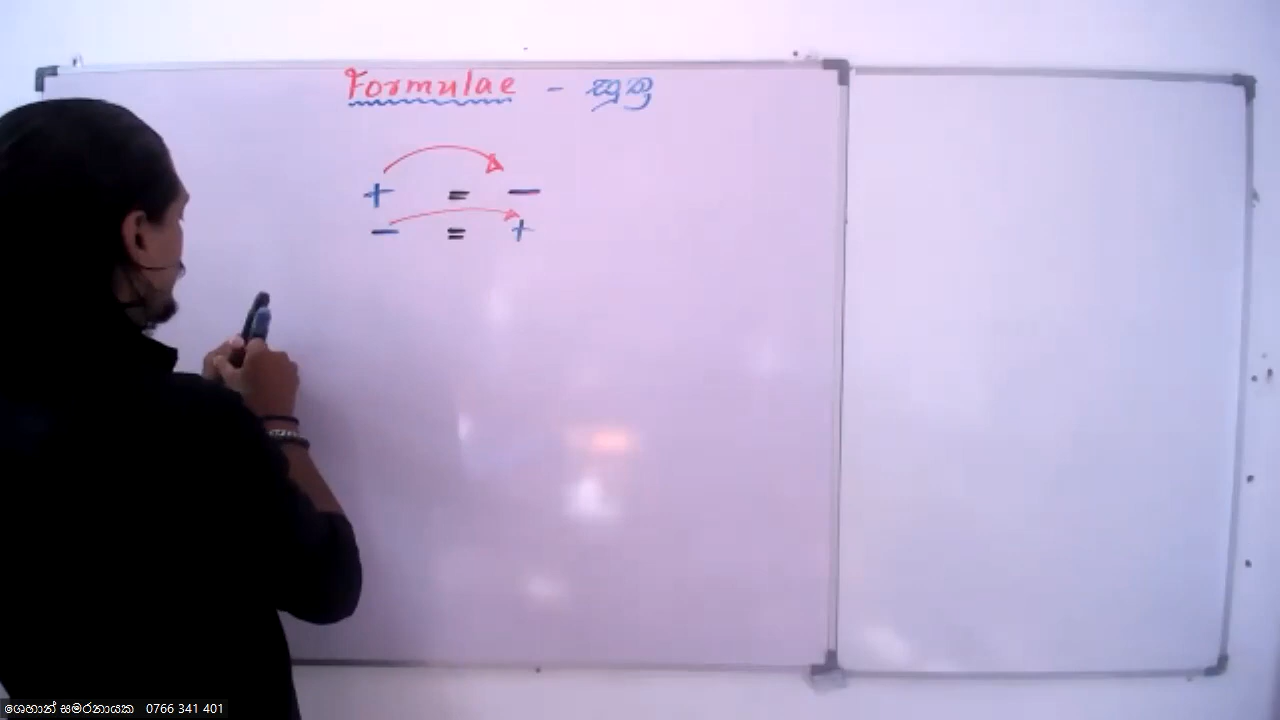 Formulae - සූත්‍ර
+ = -
- = +
ශෙහාන් සමරනායක 0766 341 401